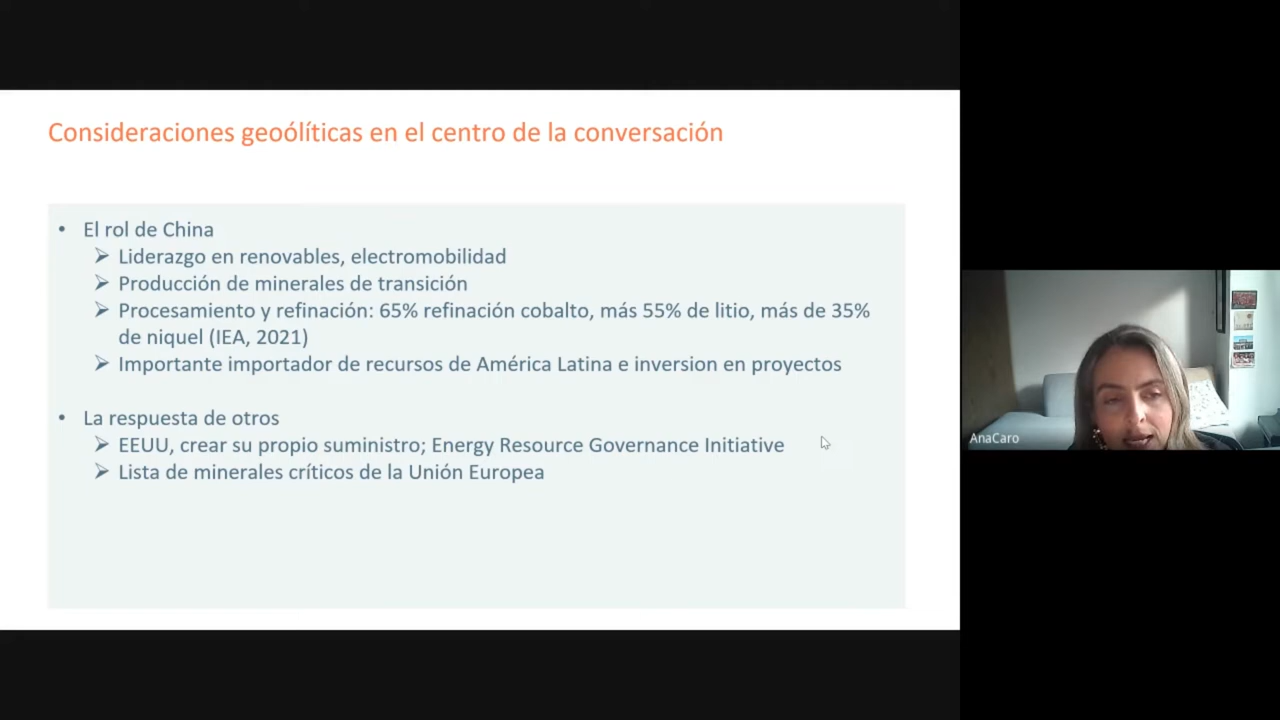 Consideraciones geoólíticas en el centro de la conversación
• El rol de China
➢ Liderazgo en renovables, electromobilidad
➢ Producción de minerales de transición
➢ Procesamiento y refinación: 65% refinación cobalto, más 55% de litio, más de 35%
de niquel (IEA, 2021)
➢ Importante importador de recursos de América Latina e inversion en proyectos
• La respuesta de otros
➢ EEUU, crear su propio suministro; Energy Resource Governance Initiative
➢ Lista de minerales críticos de la Unión Europea
AnaCaro